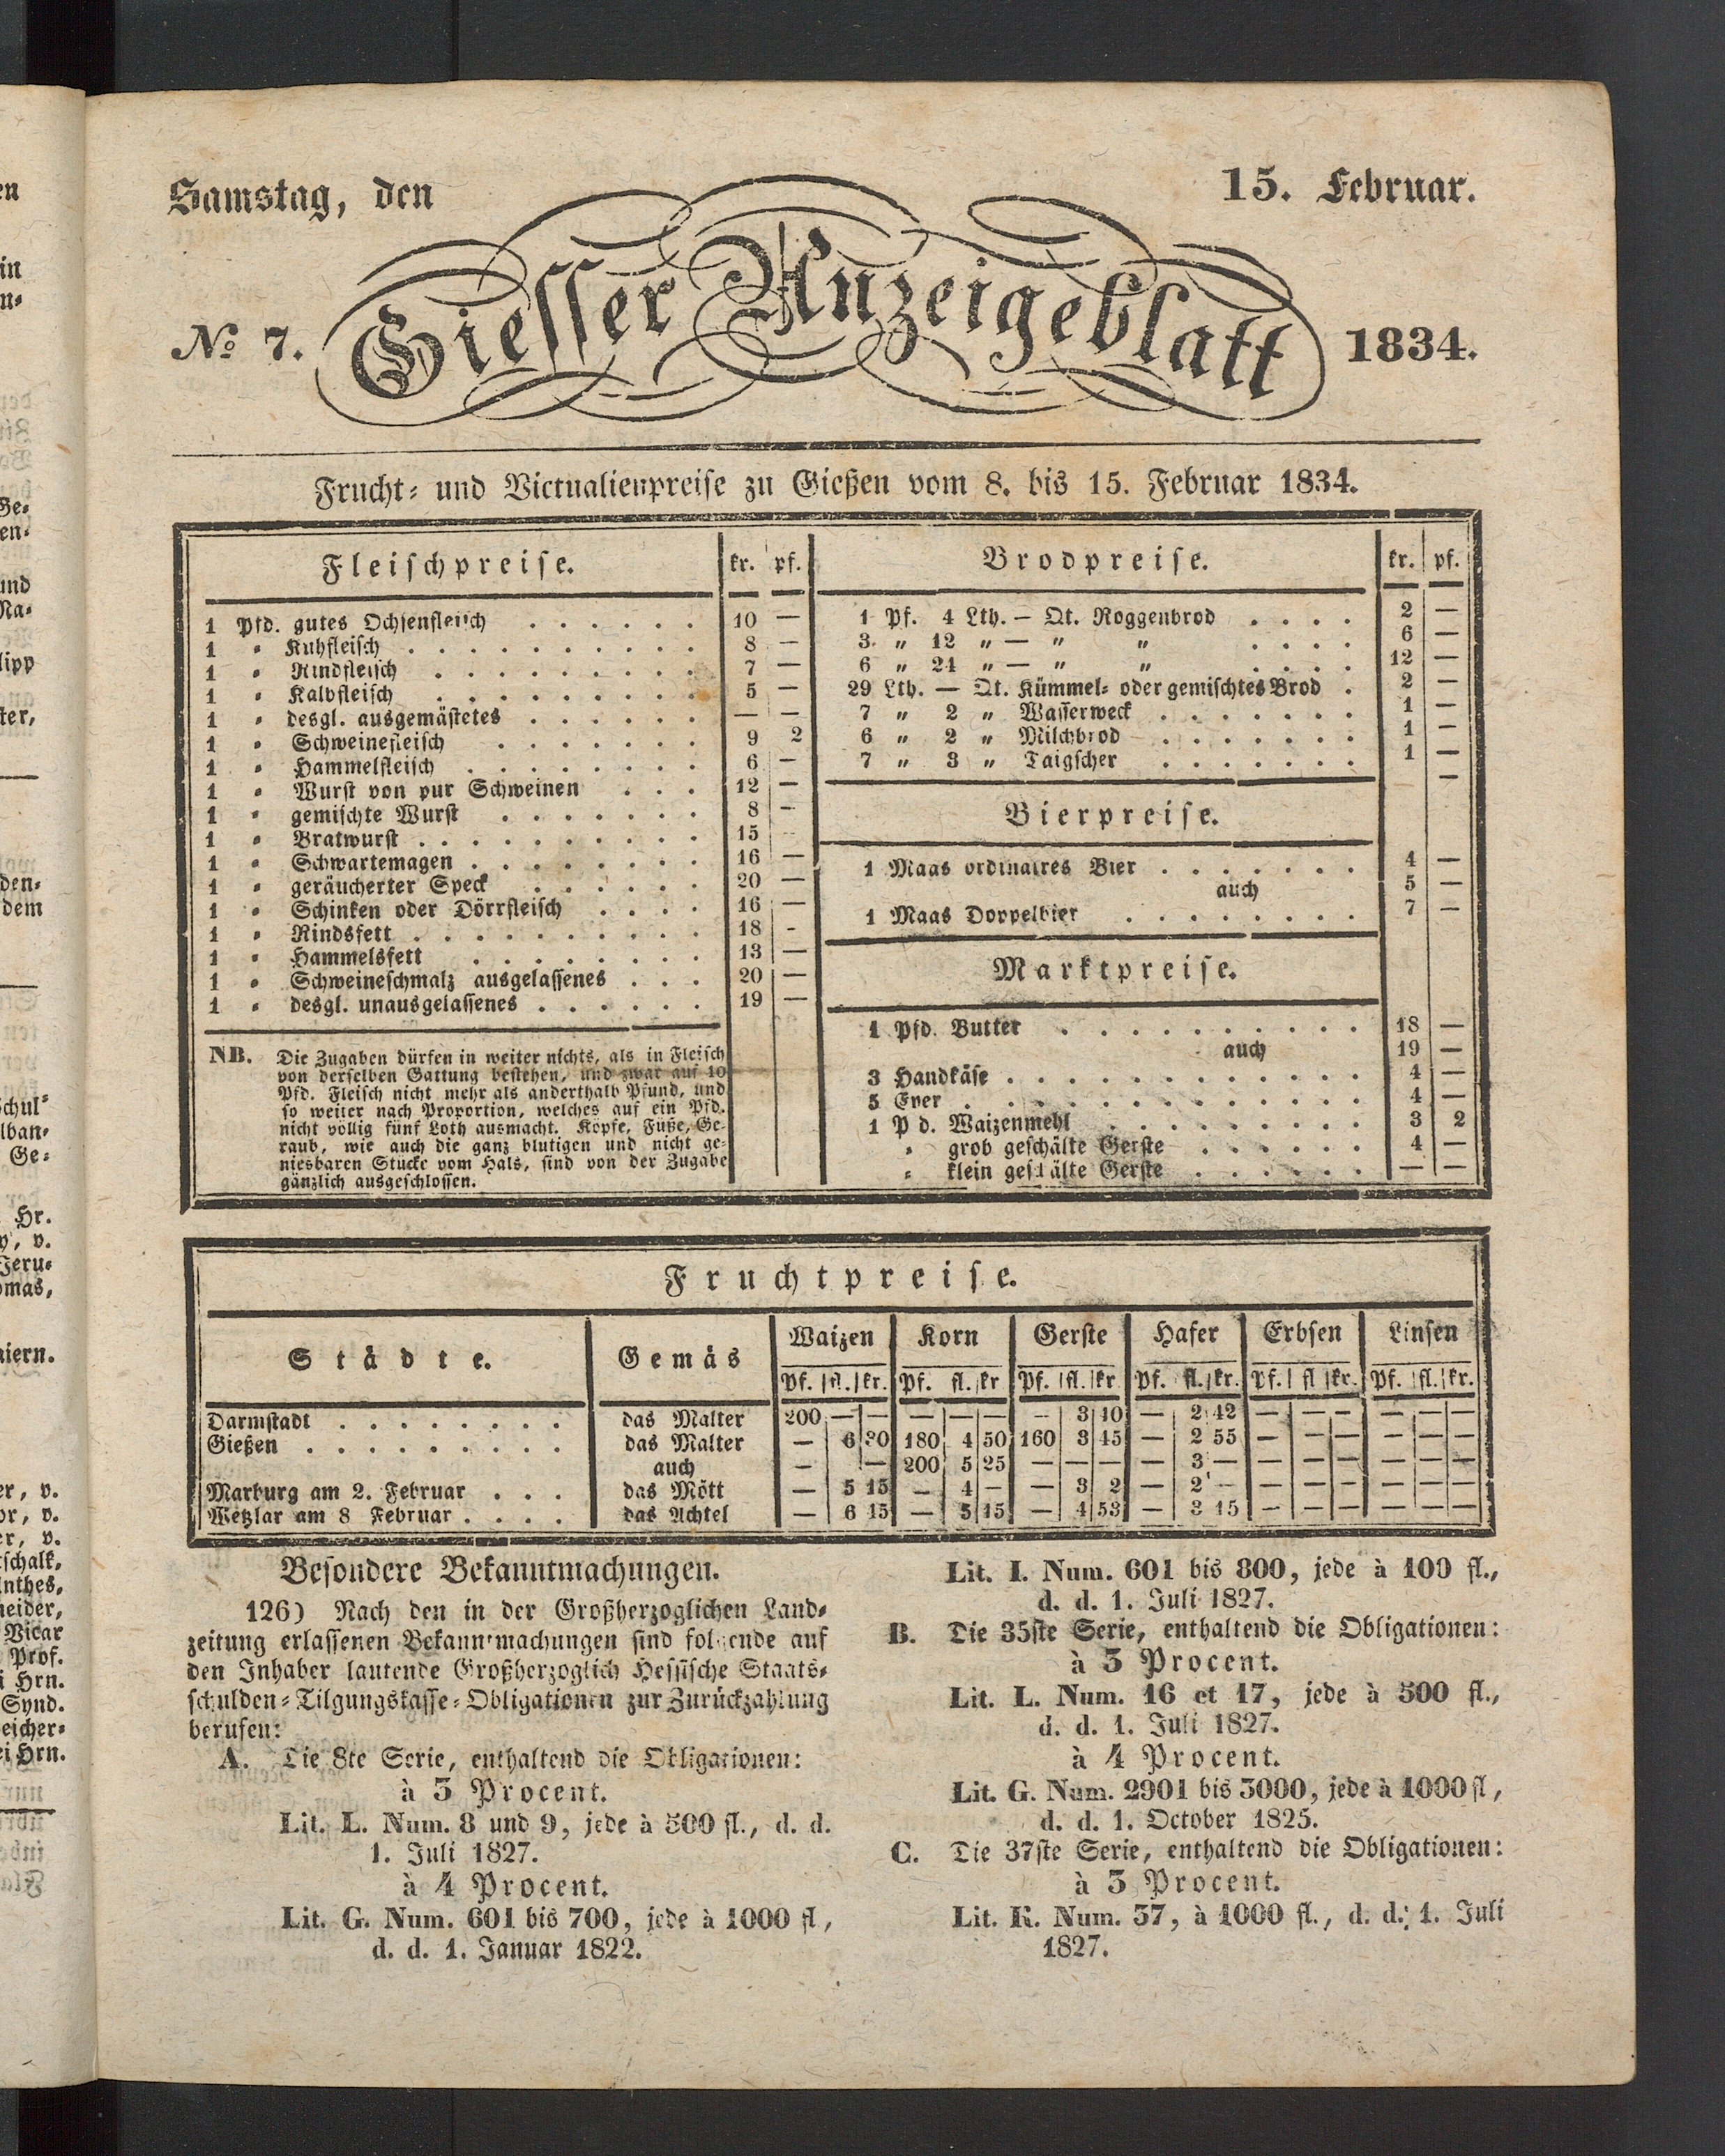 Samstag, den
15. Februar.
No 7.
Giesser Anzeigeblatt
1834.
Frucht- und Victualienpreise zu Gießen vom 8. bis 15. Februar 1834.
Fleischpreise. kr. pf.
1 Pfd. gutes Ochsenfleisch . . . . . . 10 —
1 „ Kuhfleisch . . . . . . . . . . 8 —
1 „ Rindfleisch . . . . . . . . . 7 —
1 „ Kalbfleisch . . . . . . . . . 5 —
1 „ desgl. ausgemästetes . . . . . . — —
1 „ Schweinefleisch . . . . . . . 9 2
1 „ Hammelfleisch . . . . . . . . 6 —
1 „ Wurst von pur Schweinen . . . 12 —
1 „ gemischte Wurst . . . . . . . 8 —
1 „ Bratwurst . . . . . . . . . . 15 —
1 „ Schwartemagen . . . . . . . . 16 —
1 „ geräucherter Speck . . . . . . 20 —
1 „ Schinken oder Dörrfleisch . . . . 16 —
1 „ Rindsfett . . . . . . . . . . 18 -
1 „ Hammelsfett . . . . . . . . 13 —
1 „ Schweineschmalz ausgelassenes . . . 20 —
1 „ desgl. unausgelassenes . . . . . . 19 —
NB. Die Zugaben dürfen in weiter nichts, als in Fleisch
von derselben Gattung bestehen, und zwar auf 10
Pfd. Fleisch nicht mehr als anderthalb Pfund, und
so weiter nach Proportion, welches auf ein Pfd.
nicht völlig fünf Loth ausmacht. Köpfe, Füße, Ge-
raub, wie auch die ganz blutigen und nicht ge-
niesbaren Stücke vom Hals, sind von der Zugabe
gänzlich ausgeschlossen.
Brodpreise. kr. pf.
1 Pf. 4 Lth. — Qt. Roggenbrod . . . . 2 —
3 „ 12 „ — „ „ . . . . 6 —
6 „ 24 „ — „ „ . . . . 12 —
29 Lth. — Qt. Kümmel- oder gemischtes Brod . 2 —
7 „ 2 „ Wasserweck . . . . . . . 1 —
6 „ 2 „ Milchbrod . . . . . . . 1 —
7 „ 3 „ Taigscher . . . . . . . 1 —
—
Bierpreise.
1 Maas ordinaires Bier . . . . . . . 4 —
auch 5 —
1 Maas Doppelbier . . . . . . . . 7 —
Marktpreise.
1 Pfd. Butter . . . . . . . . . . 18 —
auch 19 —
3 Handkäse . . . . . . . . . . . . 4 —
5 Eyer . . . . . . . . . . . . . 4 —
1 P d. Waizenmehl . . . . . . . . . 3 2
„ grob geschälte Gerste . . . . . . 4 —
„ klein geschälte Gerste . . . . . . — —
Fruchtpreise.
Städte. Gemäs Waizen Korn Gerste Hafer Erbsen Linsen
Pf. fl. kr. Pf. fl. kr Pf. fl. kr Pf. fl. kr. Pf. fl kr. Pf. fl. kr.
Darmstadt . . . . . . . . das Malter 200 — — — — — — 3 10 — 2 42 — — — — — —
Gießen . . . . . . . . . das Malter — 6 30 180 4 50 160 3 45 — 2 55 — — — — — —
auch — — 200 5 25 — — — — 3 — — — — — — —
Marburg am 2. Februar . . . das Mött — 5 15 — 4 — — 3 2 — 2 — — — — — — —
Wetzlar am 8 Februar . . . . das Achtel — 6 15 — 5 15 — 4 53 — 3 15 — — — — — —
Besondere Bekanntmachungen.
126) Nach den in der Großherzoglichen Land-
zeitung erlassenen Bekanntmachungen sind folgende auf
den Inhaber lautende Großherzoglich Hessische Staats-
schulden-Tilgungskasse-Obligationen zur Zurückzahlung
berufen:
A. Die 8te Serie, enthaltend die Obligationen:
à 3 Procent.
Lit. L. Num. 8 und 9, jede à 500 fl., d. d.
1. Juli 1827.
à 4 Procent.
Lit. G. Num. 601 bis 700, jede à 1000 fl,
d. d. 1. Januar 1822.
Lit. I. Num. 601 bis 800, jede à 100 fl.,
d. d. 1. Juli 1827.
B. Die 35ste Serie, enthaltend die Obligationen:
à 3 Procent.
Lit. L. Num. 16 et 17, jede à 500 fl.,
d. d. 1. Juli 1827.
à 4 Procent.
Lit. G. Num. 2901 bis 3000, jede à 1000 fl,
d. d. 1. October 1825.
C. Die 37ste Serie, enthaltend die Obligationen:
à 3 Procent.
Lit. K. Num. 57, à 1000 fl., d. d. 1. Juli
1827.